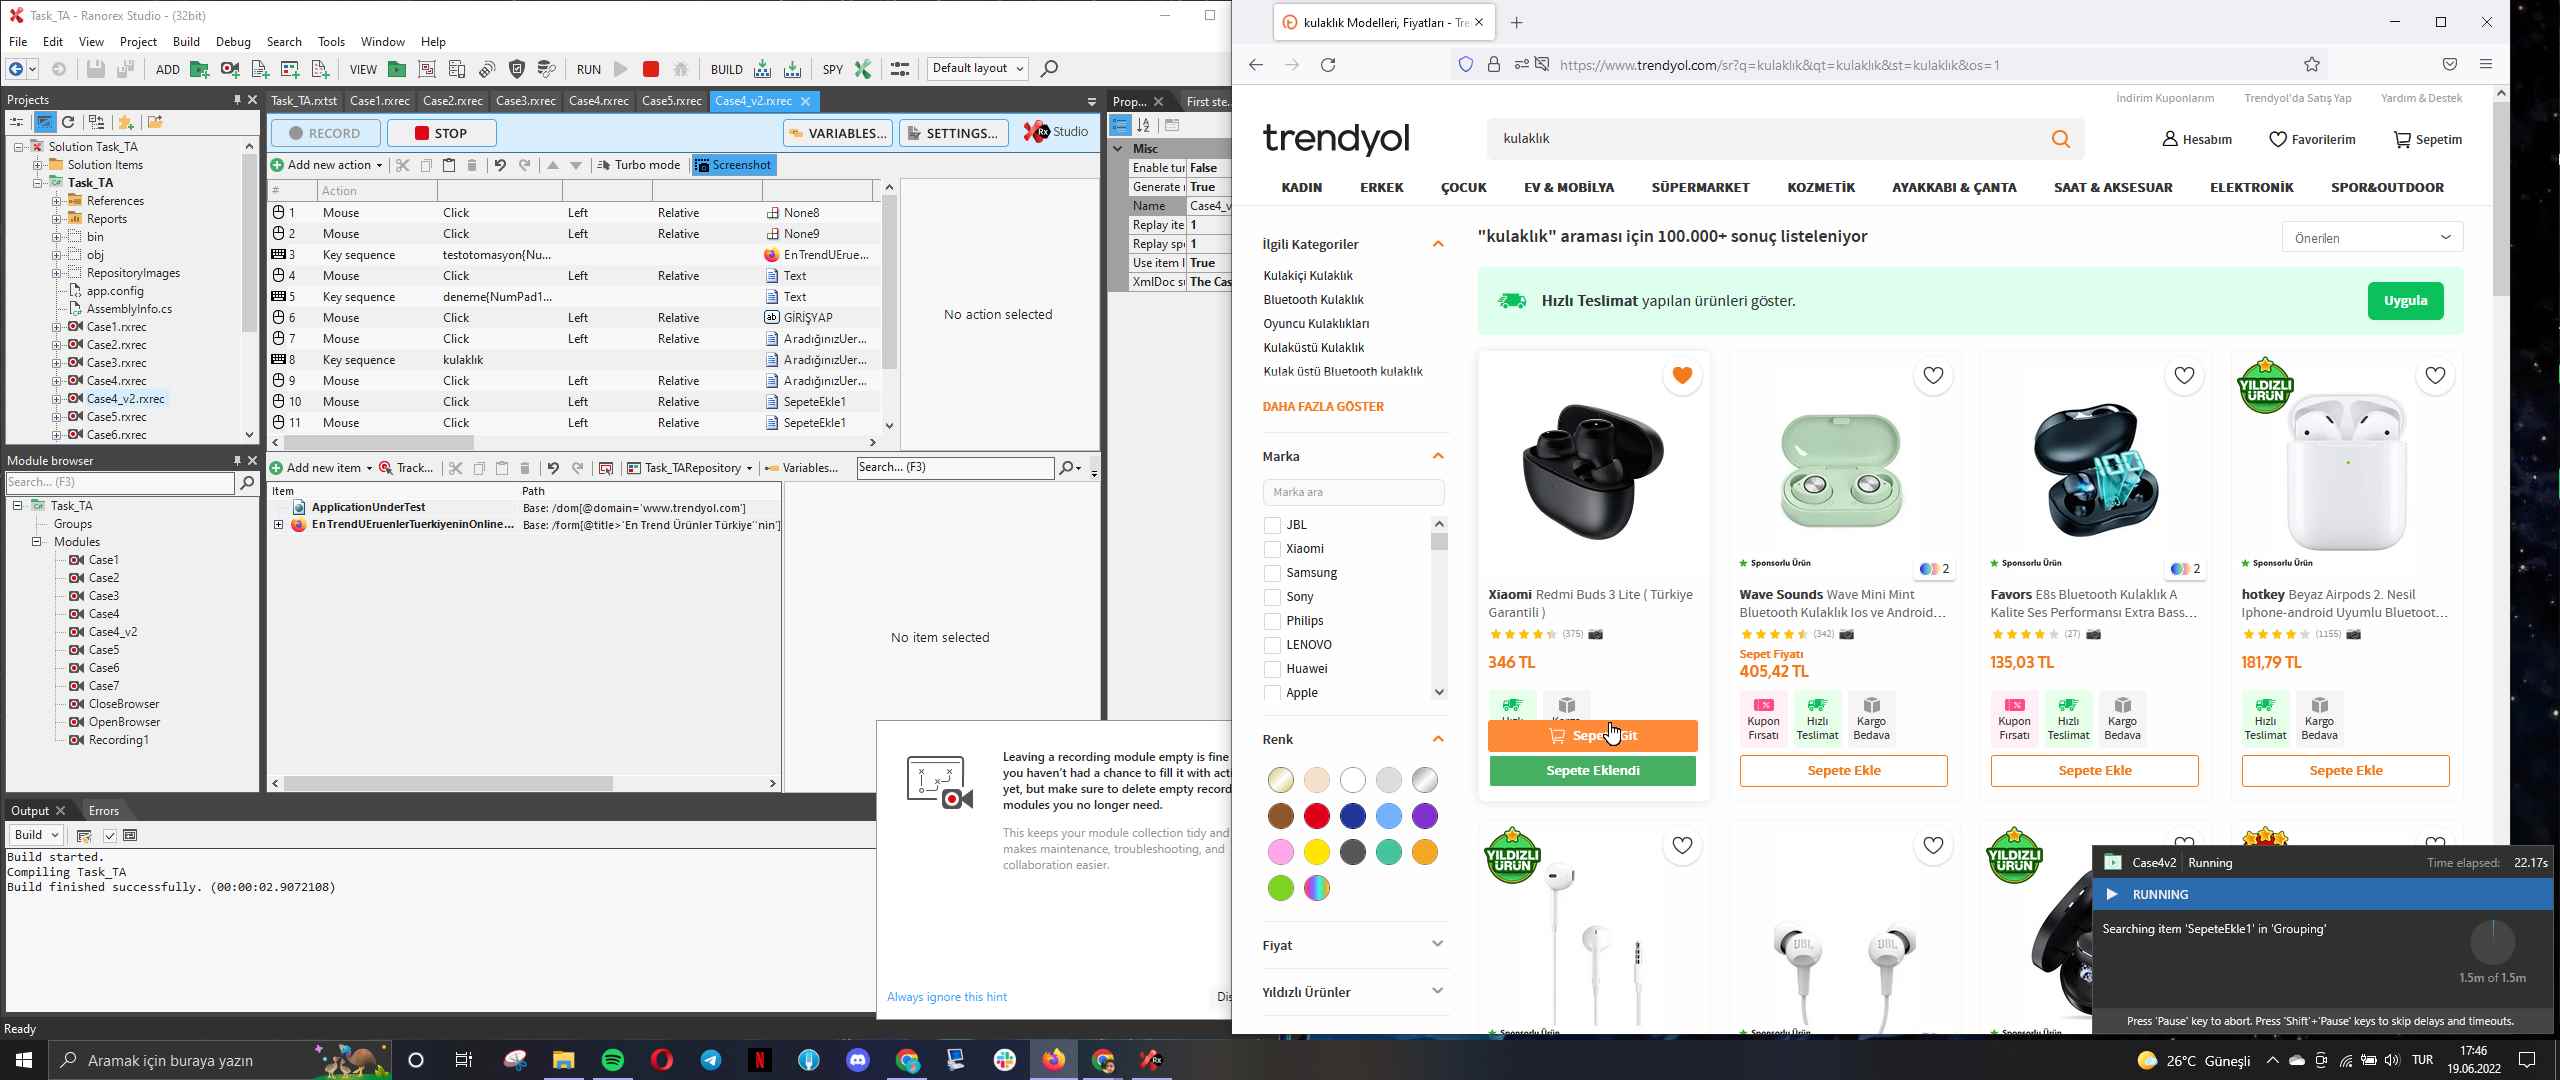 Task_TA - Ranorex Studio - (32bit)
File Edit View Project Build Debug Search Tools Window Help
ADD VIEW RUN BUILD SPY Default layout
Projects
Solution Task_TA
Solution Items
Task_TA
References
Reports
bin
obj
RepositoryImages
app.config
AssemblyInfo.cs
Case1.rxrec
Case2.rxrec
Case3.rxrec
Case4.rxrec
Case4_v2.rxrec
Case5.rxrec
Case6.rxrec
Module browser
Search... (F3)
Task_TA
Groups
Modules
Case1
Case2
Case3
Case4
Case4_v2
Case5
Case6
Case7
CloseBrowser
OpenBrowser
Recording1
Task_TA.rxtst Case1.rxrec Case2.rxrec Case3.rxrec Case4.rxrec Case5.rxrec Case4_v2.rxrec
RECORD STOP VARIABLES... SETTINGS... Rx Studio
Add new action Turbo mode Screenshot
# Action
1 Mouse Click Left Relative None8
2 Mouse Click Left Relative None9
3 Key sequence testotomasyon{Nu... EnTrendUErue...
4 Mouse Click Left Relative Text
5 Key sequence deneme{NumPad1... Text
6 Mouse Click Left Relative GİRİŞYAP
7 Mouse Click Left Relative AradığınızUer...
8 Key sequence kulaklık AradığınızUer...
9 Mouse Click Left Relative AradığınızUer...
10 Mouse Click Left Relative SepeteEkle1
11 Mouse Click Left Relative SepeteEkle1
No action selected
Add new item Track... Task_TARepository Variables... Search... (F3)
Item Path
ApplicationUnderTest Base: /dom[@domain='www.trendyol.com']
EnTrendUEruenlerTuerkiyeninOnline... Base: /form[@title>'En Trend Ürünler Türkiye''nin']
No item selected
Prop... First ste...
Misc
Enable tur False
Generate True
Name Case4_v
Replay ite 1
Replay spe 1
Use item l True
XmlDoc su The Cas
Leaving a recording module empty is fine
you haven't had a chance to fill it with acti
yet, but make sure to delete empty record
modules you no longer need.
This keeps your module collection tidy and
makes maintenance, troubleshooting, and
collaboration easier.
Always ignore this hint Dis
Output Errors
Build
Build started.
Compiling Task_TA
Build finished successfully. (00:00:02.9072108)
Ready
kulaklık Modelleri, Fiyatları - Tre
https://www.trendyol.com/sr?q=kulaklık&qt=kulaklık&st=kulaklık&os=1
İndirim Kuponlarım Trendyol'da Satış Yap Yardım & Destek
trendyol
kulaklık
Hesabım Favorilerim Sepetim
KADIN ERKEK ÇOCUK EV & MOBİLYA SÜPERMARKET KOZMETİK AYAKKABI & ÇANTA SAAT & AKSESUAR ELEKTRONİK SPOR&OUTDOOR
İlgili Kategoriler
Kulakiçi Kulaklık
Bluetooth Kulaklık
Oyuncu Kulaklıkları
Kulaküstü Kulaklık
Kulak üstü Bluetooth kulaklık
DAHA FAZLA GÖSTER
Marka
Marka ara
JBL
Xiaomi
Samsung
Sony
Philips
LENOVO
Huawei
Apple
Renk
Fiyat
Yıldızlı Ürünler
"kulaklık" araması için 100.000+ sonuç listeleniyor
Önerilen
Hızlı Teslimat yapılan ürünleri göster.
Uygula
Xiaomi Redmi Buds 3 Lite ( Türkiye
Garantili )
(375)
346 TL
Sepete Git
Sepete Eklendi
Sponsorlu Ürün
2
Wave Sounds Wave Mini Mint
Bluetooth Kulaklık Ios ve Android...
(342)
Sepet Fiyatı
405,42 TL
Kupon Fırsatı
Hızlı Teslimat
Kargo Bedava
Sepete Ekle
100
Sponsorlu Ürün
2
Favors E8s Bluetooth Kulaklık A
Kalite Ses Performansı Extra Bass...
(27)
135,03 TL
Kupon Fırsatı
Hızlı Teslimat
Kargo Bedava
Sepete Ekle
YILDIZLI ÜRÜN
Sponsorlu Ürün
hotkey Beyaz Airpods 2. Nesil
Iphone-android Uyumlu Bluetoot...
(1155)
181,79 TL
Hızlı Teslimat
Kargo Bedava
Sepete Ekle
YILDIZLI ÜRÜN
YILDIZLI ÜRÜN
JBL JBL
Case4v2 Running Time elapsed: 22.17s
RUNNING
Searching item 'SepeteEkle1' in 'Grouping'
1.5m of 1.5m
Press 'Pause' key to abort. Press 'Shift'+'Pause' keys to skip delays and timeouts.
Aramak için buraya yazın
26°C Güneşli
TUR
17:46
19.06.2022